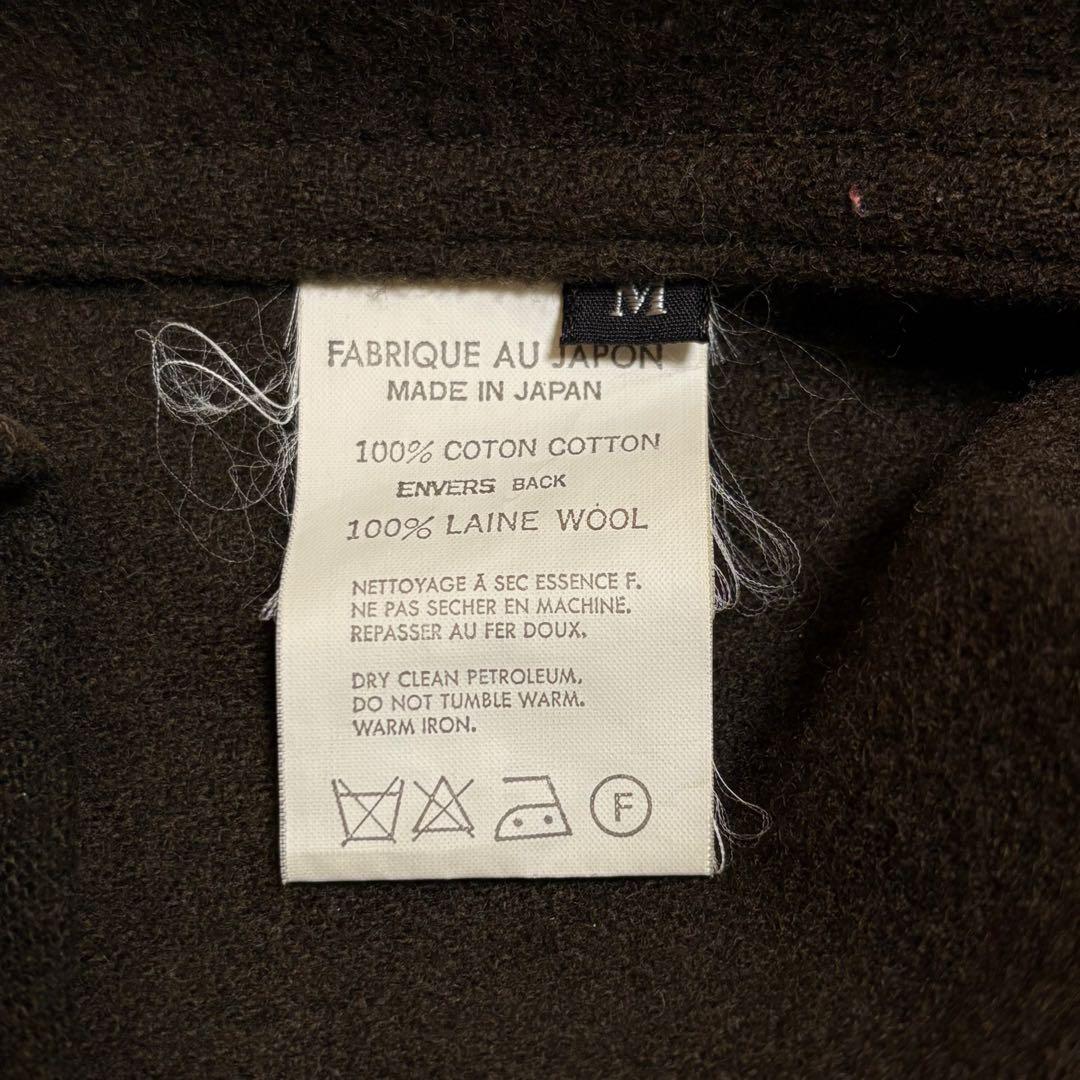 M
FABRIQUE AU JAPON
MADE IN JAPAN
100% COTON COTTON
ENVERS BACK
100% LAINE WOOL
NETTOYAGE À SEC ESSENCE F.
NE PAS SECHER EN MACHINE.
REPASSER AU FER DOUX.
DRY CLEAN PETROLEUM.
DO NOT TUMBLE WARM.
WARM IRON.
F